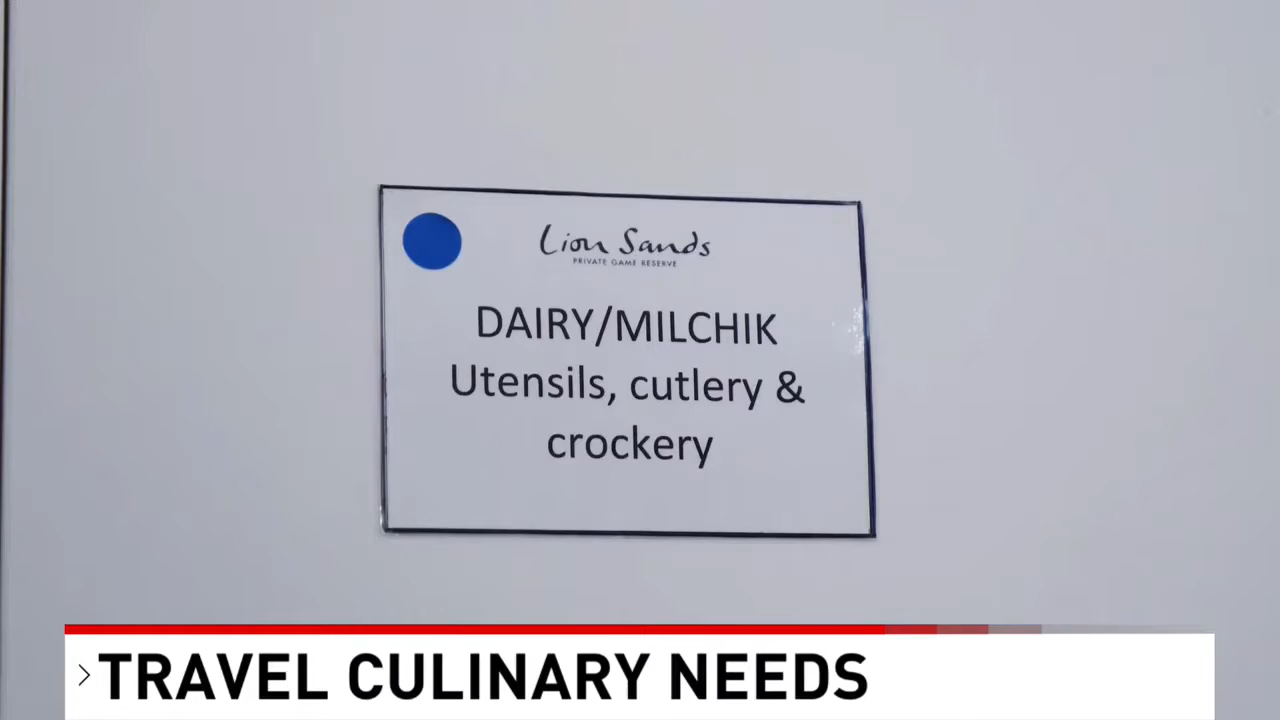 Lion Sands
PRIVATE GAME RESERVE
DAIRY/MILCHIK
Utensils, cutlery &
crockery
TRAVEL CULINARY NEEDS